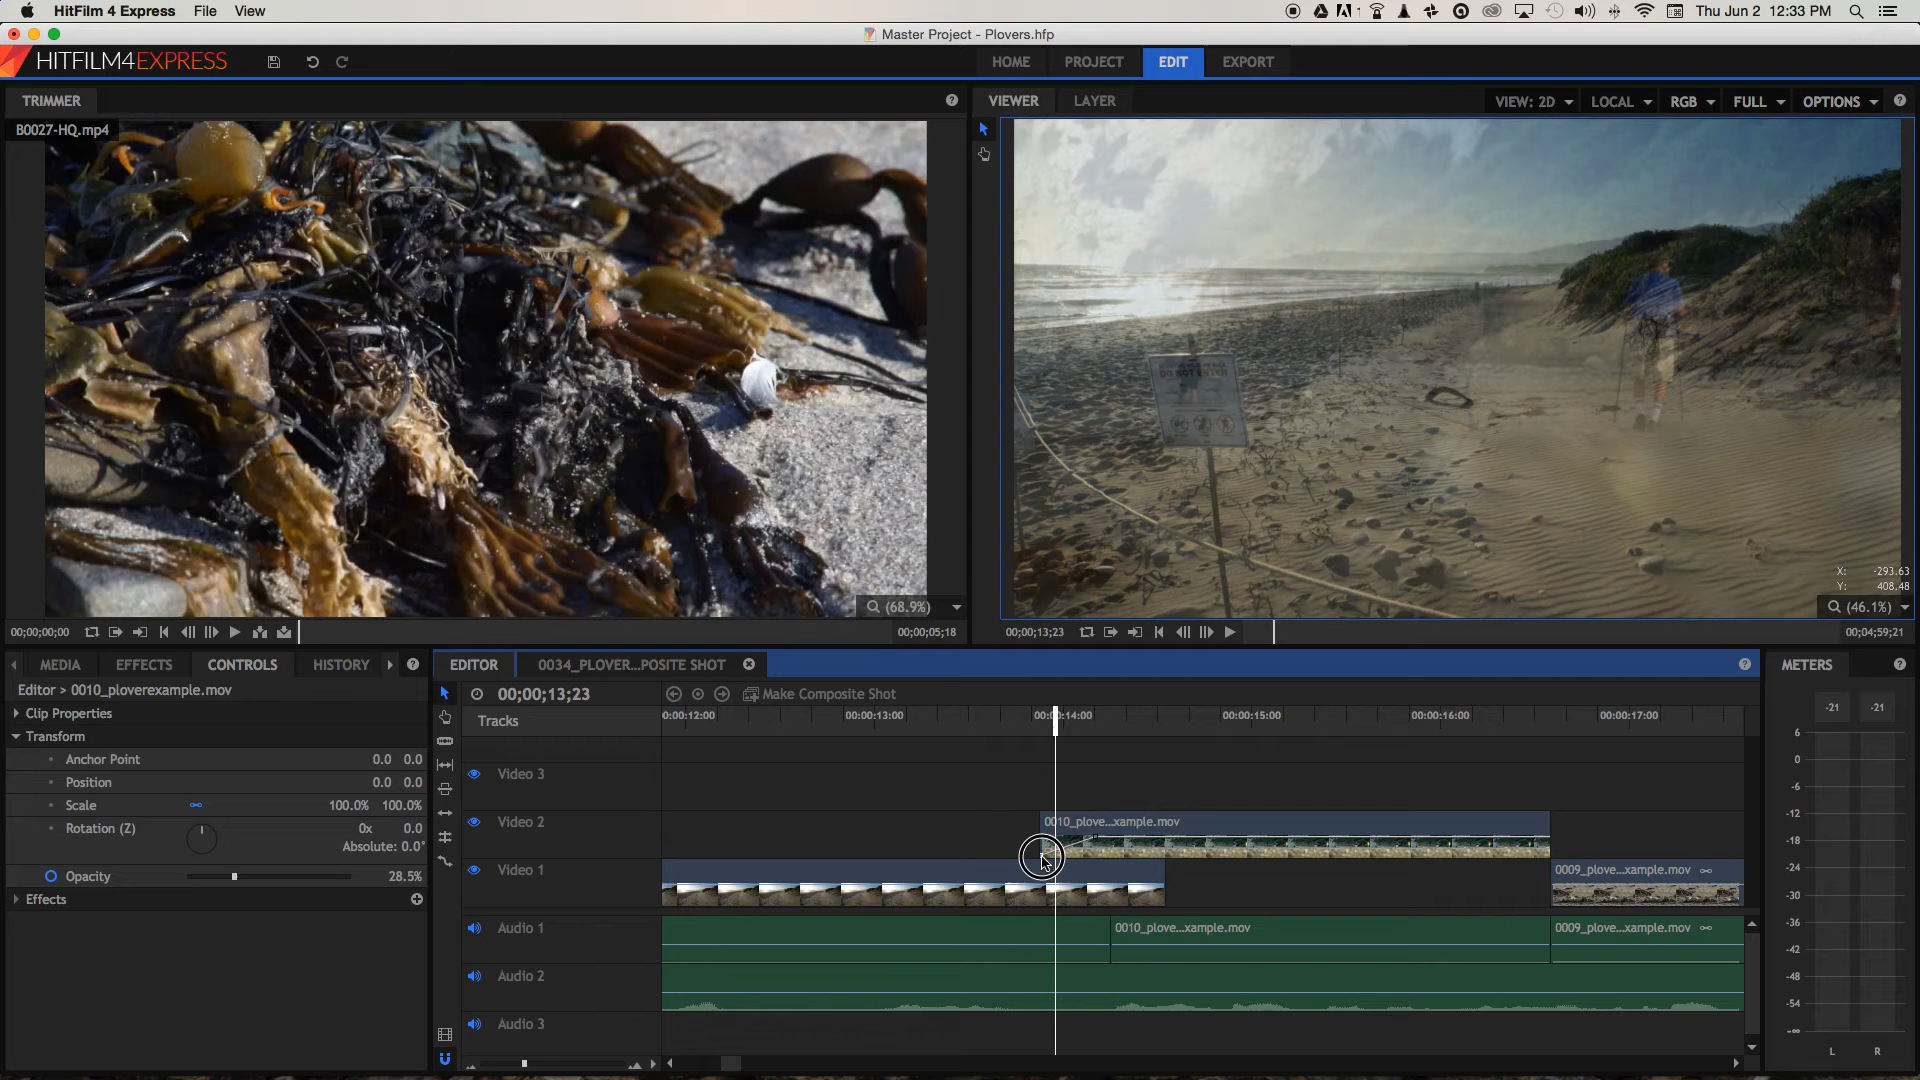 HitFilm 4 Express File View
Thu Jun 2 12:33 PM
Master Project - Plovers.hfp
HITFILM4EXPRESS
HOME PROJECT EDIT EXPORT
TRIMMER
VIEWER LAYER VIEW: 2D LOCAL RGB FULL OPTIONS
B0027-HQ.mp4
X: -293.63
Y: 408.48
(68.9%)
(46.1%)
00;00;00;00 00;00;05;18
00;00;13;23 00;04;59;21
MEDIA EFFECTS CONTROLS HISTORY
EDITOR 0034_PLOVER...POSITE SHOT
METERS
Editor > 0010_ploverexample.mov
00;00;13;23 Make Composite Shot
Clip Properties
Transform
Anchor Point 0.0 0.0
Position 0.0 0.0
Scale 100.0% 100.0%
Rotation (Z) 0x 0.0
Absolute: 0.0°
Opacity 28.5%
Effects
Tracks
0:00:12:00 00:00:13:00 00:00:14:00 00:00:15:00 00:00:16:00 00:00:17:00
Video 3
Video 2 0010_plove...xample.mov
Video 1 0009_plove...xample.mov
Audio 1 0010_plove...xample.mov 0009_plove...xample.mov
Audio 2
Audio 3
-21 -21
6
0
-6
-12
-18
-24
-30
-36
-42
-48
-54
-∞
L R